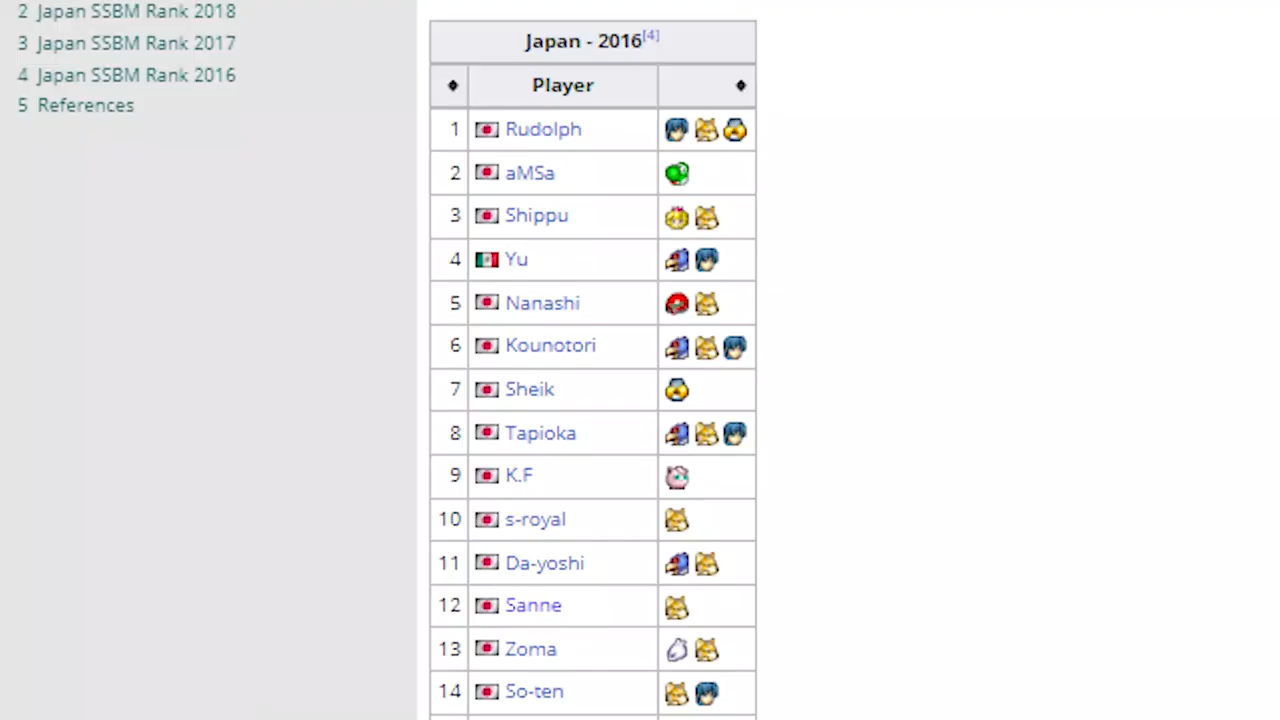 2 Japan SSBM Rank 2018
3 Japan SSBM Rank 2017
4 Japan SSBM Rank 2016
5 References
Japan - 2016[4]
Player
1 Rudolph
2 aMSa
3 Shippu
4 Yu
5 Nanashi
6 Kounotori
7 Sheik
8 Tapioka
9 K.F
10 s-royal
11 Da-yoshi
12 Sanne
13 Zoma
14 So-ten